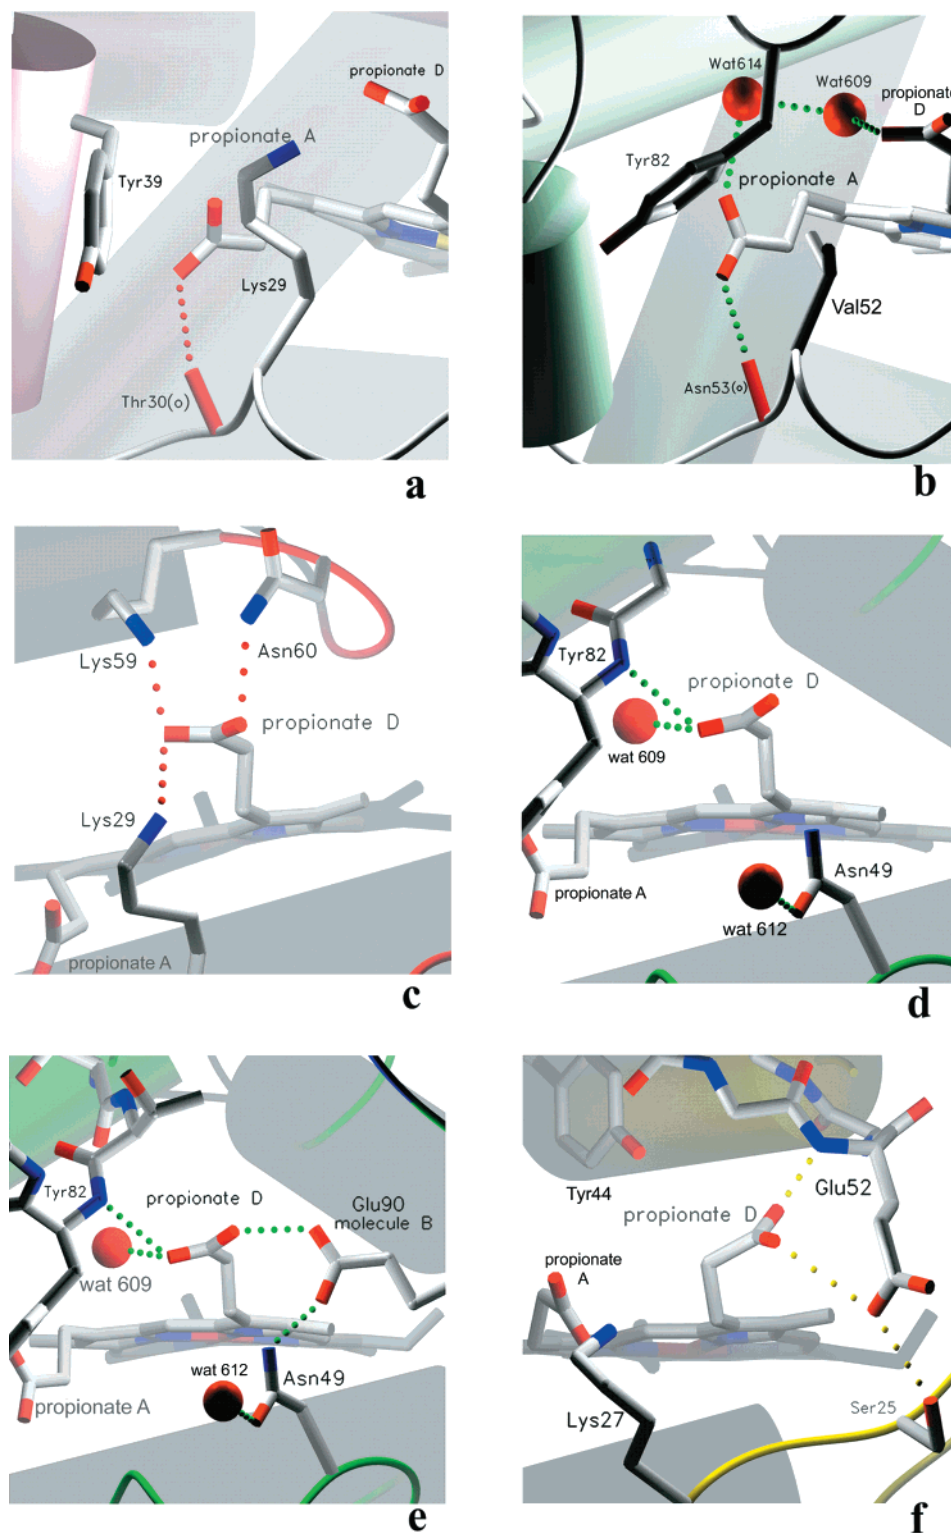 propionate D
propionate A
Tyr39
Lys29
Thr30(o)
a
Wat614
Wat609
propionate
D
Tyr82
propionate A
Val52
Asn53(o)
b
Lys59
Asn60
propionate D
Lys29
propionate A
c
Tyr82
propionate D
wat 609
Asn49
propionate A
wat 612
d
Tyr82
propionate D
Glu90
molecule B
wat 609
wat 612
Asn49
propionate A
e
Tyr44
Glu52
propionate D
propionate
A
Lys27
Ser25
f